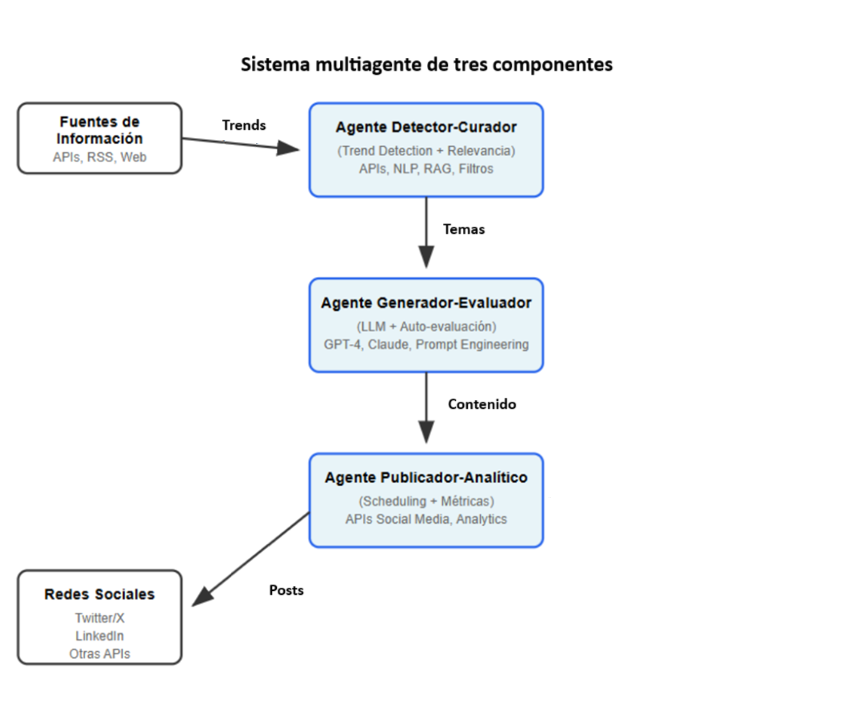 Sistema multiagente de tres componentes
Fuentes de
Información
APIs, RSS, Web
Trends
Agente Detector-Curador
(Trend Detection + Relevancia)
APIs, NLP, RAG, Filtros
Temas
Agente Generador-Evaluador
(LLM + Auto-evaluación)
GPT-4, Claude, Prompt Engineering
Contenido
Agente Publicador-Analítico
(Scheduling + Métricas)
APIs Social Media, Analytics
Posts
Redes Sociales
Twitter/X
LinkedIn
Otras APIs